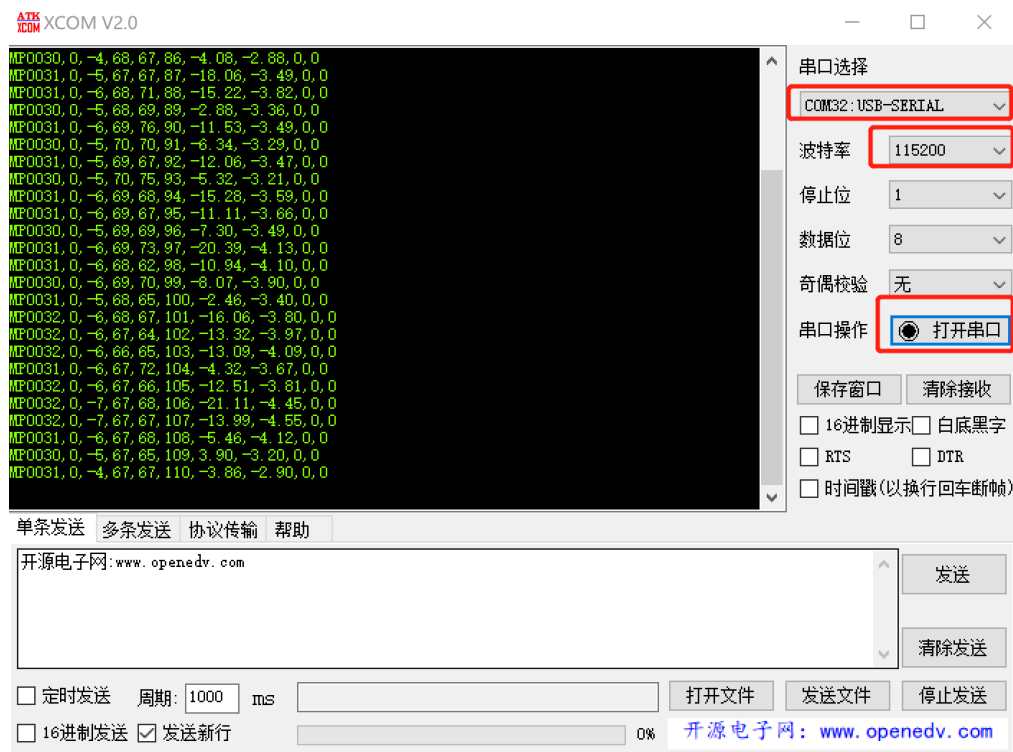 ATK
XCOM XCOM V2.0
MP0030,0,-4,68,67,86,-4.08,-2.88,0,0
MP0031,0,-5,67,67,87,-18.06,-3.49,0,0
MP0031,0,-6,68,71,88,-15.22,-3.82,0,0
MP0030,0,-5,68,69,89,-2.88,-3.36,0,0
MP0031,0,-6,69,76,90,-11.53,-3.49,0,0
MP0030,0,-5,70,70,91,-6.34,-3.29,0,0
MP0031,0,-5,69,67,92,-12.06,-3.47,0,0
MP0030,0,-5,70,75,93,-5.32,-3.21,0,0
MP0031,0,-6,69,68,94,-15.28,-3.59,0,0
MP0031,0,-6,69,67,95,-11.11,-3.66,0,0
MP0030,0,-5,69,69,96,-7.30,-3.49,0,0
MP0031,0,-6,69,73,97,-20.39,-4.13,0,0
MP0031,0,-6,68,62,98,-10.94,-4.10,0,0
MP0030,0,-6,69,70,99,-8.07,-3.90,0,0
MP0031,0,-5,68,65,100,-2.46,-3.40,0,0
MP0032,0,-6,68,67,101,-16.06,-3.80,0,0
MP0032,0,-6,67,64,102,-13.32,-3.97,0,0
MP0032,0,-6,66,65,103,-13.09,-4.09,0,0
MP0031,0,-6,67,72,104,-4.32,-3.67,0,0
MP0032,0,-6,67,66,105,-12.51,-3.81,0,0
MP0032,0,-7,67,68,106,-21.11,-4.45,0,0
MP0032,0,-7,67,67,107,-13.99,-4.55,0,0
MP0031,0,-6,67,68,108,-5.46,-4.12,0,0
MP0030,0,-5,67,65,109,3.90,-3.20,0,0
MP0031,0,-4,67,67,110,-3.86,-2.90,0,0
串口选择
COM32:USB-SERIAL
波特率 115200
停止位 1
数据位 8
奇偶校验 无
串口操作 打开串口
保存窗口 清除接收
16进制显示 白底黑字
RTS DTR
时间戳(以换行回车断帧)
单条发送 多条发送 协议传输 帮助
开源电子网:www.openedv.com
发送
清除发送
定时发送 周期: 1000 ms 打开文件 发送文件 停止发送
16进制发送 发送新行 0% 开源电子网：www.openedv.com